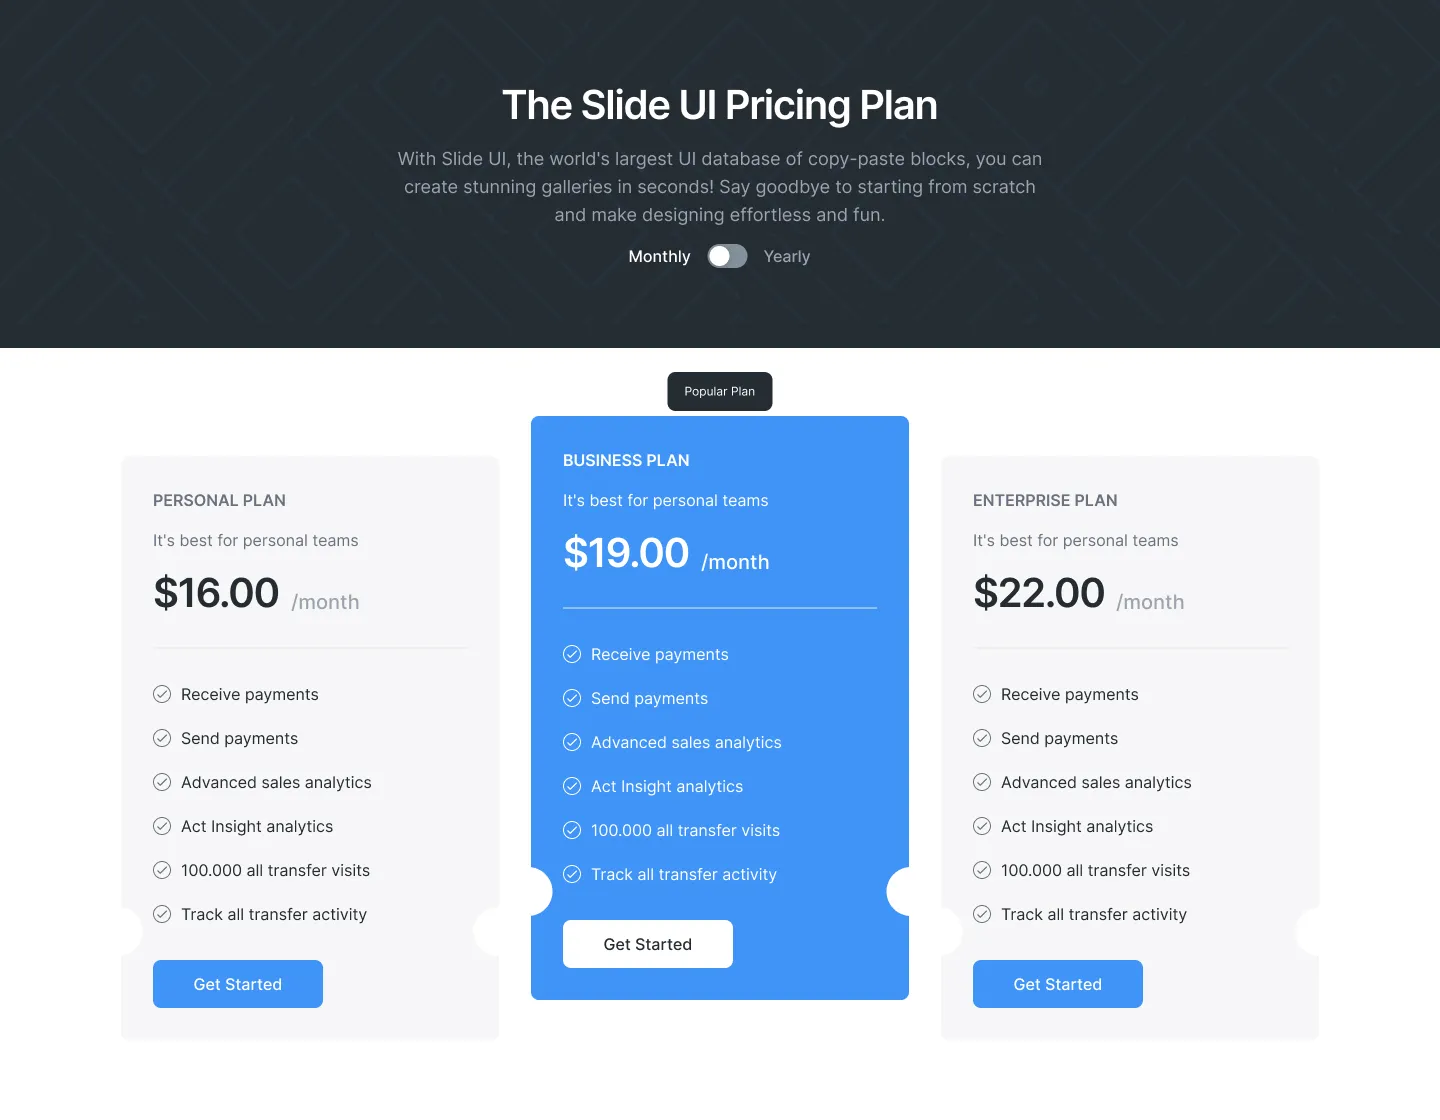 The Slide UI Pricing Plan
With Slide UI, the world's largest UI database of copy-paste blocks, you can
create stunning galleries in seconds! Say goodbye to starting from scratch
and make designing effortless and fun.
Monthly Yearly
PERSONAL PLAN
It's best for personal teams
$16.00 /month
Receive payments
Send payments
Advanced sales analytics
Act Insight analytics
100.000 all transfer visits
Track all transfer activity
Get Started
Popular Plan
BUSINESS PLAN
It's best for personal teams
$19.00 /month
Receive payments
Send payments
Advanced sales analytics
Act Insight analytics
100.000 all transfer visits
Track all transfer activity
Get Started
ENTERPRISE PLAN
It's best for personal teams
$22.00 /month
Receive payments
Send payments
Advanced sales analytics
Act Insight analytics
100.000 all transfer visits
Track all transfer activity
Get Started